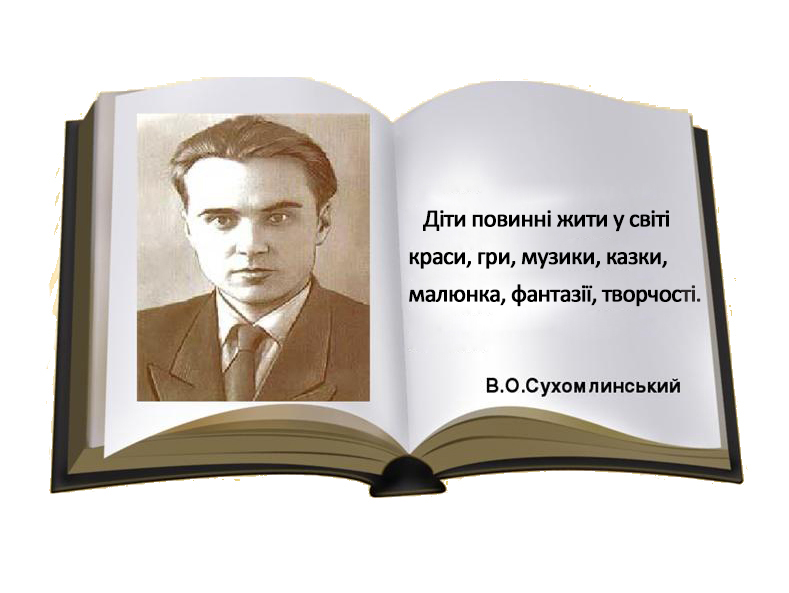 Діти повинні жити у світі
краси, гри, музики, казки,
малюнка, фантазії, творчості.
В.О.Сухомлинський